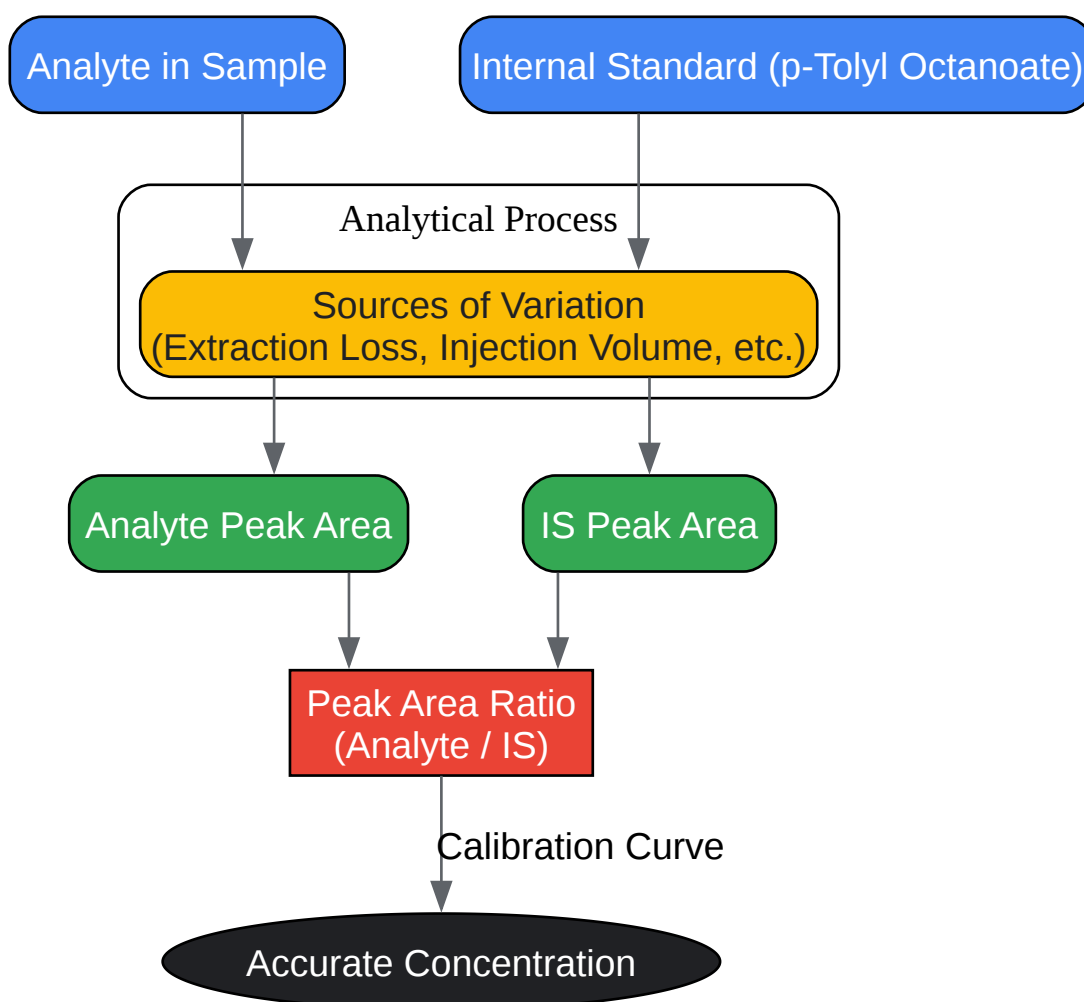 Analyte in Sample
Internal Standard (p-Tolyl Octanoate)
Analytical Process
Sources of Variation
(Extraction Loss, Injection Volume, etc.)
Analyte Peak Area
IS Peak Area
Peak Area Ratio
(Analyte / IS)
Calibration Curve
Accurate Concentration